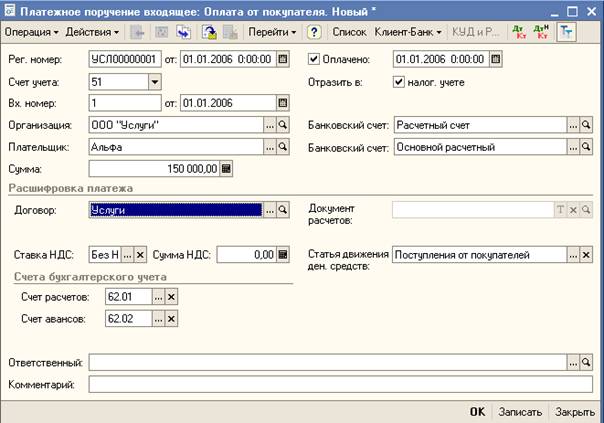 Платежное поручение входящее: Оплата от покупателя. Новый *
Операция Действия Перейти ? Список Клиент-Банк КУД и Р... Дт Кт Дт Кт Н Тт
Рег. номер: УСЛ00000001 от: 01.01.2006 0:00:00 Оплачено: 01.01.2006 0:00:00
Счет учета: 51 Отразить в: налог. учете
Вх. номер: 1 от: 01.01.2006
Организация: ООО "Услуги" ... Банковский счет: Расчетный счет ...
Плательщик: Альфа ... Банковский счет: Основной расчетный ...
Сумма: 150 000,00
Расшифровка платежа
Договор: Услуги ... Документ расчетов: T ×
Ставка НДС: Без Н ... × Сумма НДС: 0,00 Статья движения ден. средств: Поступления от покупателей ... ×
Счета бухгалтерского учета
Счет расчетов: 62.01 ... ×
Счет авансов: 62.02 ... ×
Ответственный: ...
Комментарий:
OK Записать Закрыть